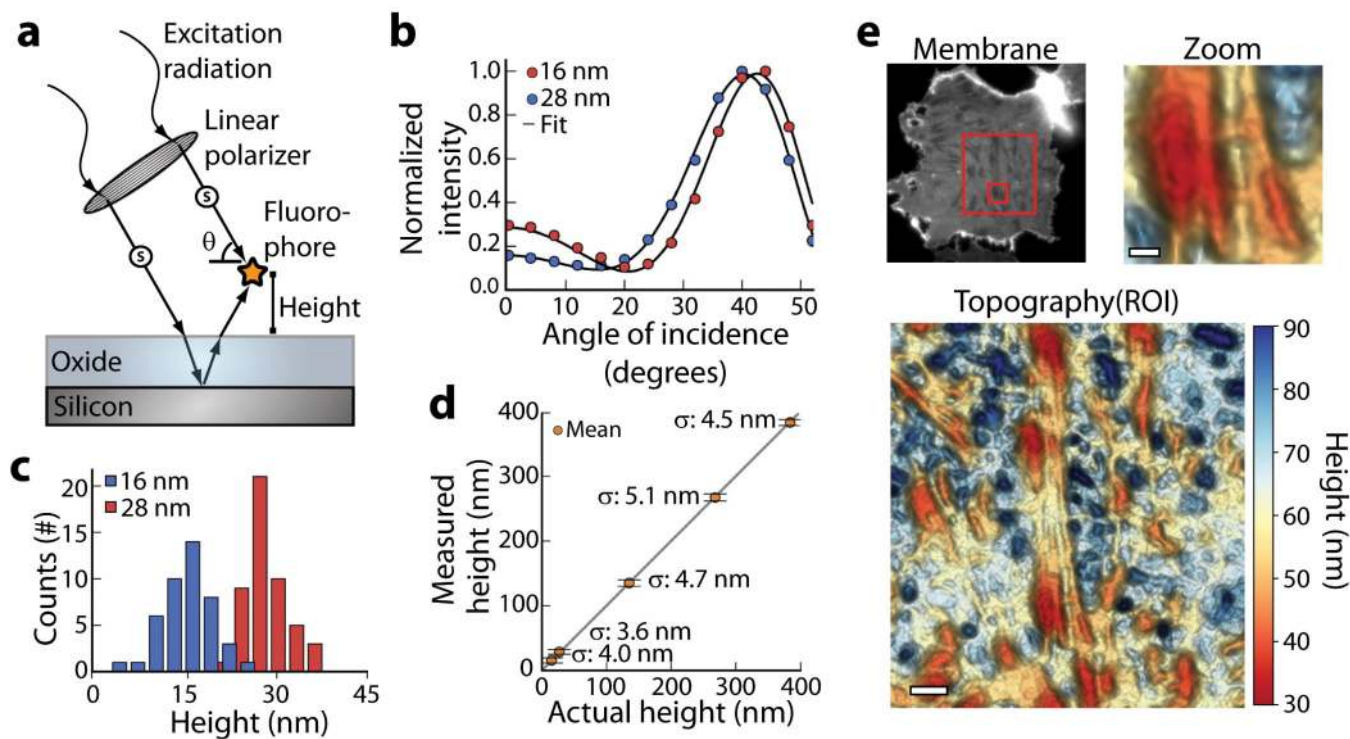 a
Excitation
radiation
Linear
polarizer
s
s
θ
Fluoro-
phore
Height
Oxide
Silicon
b
16 nm
28 nm
Fit
Normalized
intensity
1.0
0.8
0.6
0.4
0.2
0.0
0 10 20 30 40 50
Angle of incidence
(degrees)
c
16 nm
28 nm
Counts (#)
20
15
10
5
0
0 15 30 45
Height (nm)
d
Mean
Measured
height (nm)
400
300
200
100
0
σ: 4.5 nm
σ: 5.1 nm
σ: 4.7 nm
σ: 3.6 nm
σ: 4.0 nm
0 100 200 300 400
Actual height (nm)
e
Membrane
Zoom
Topography(ROI)
90
80
70
60
50
40
30
Height (nm)